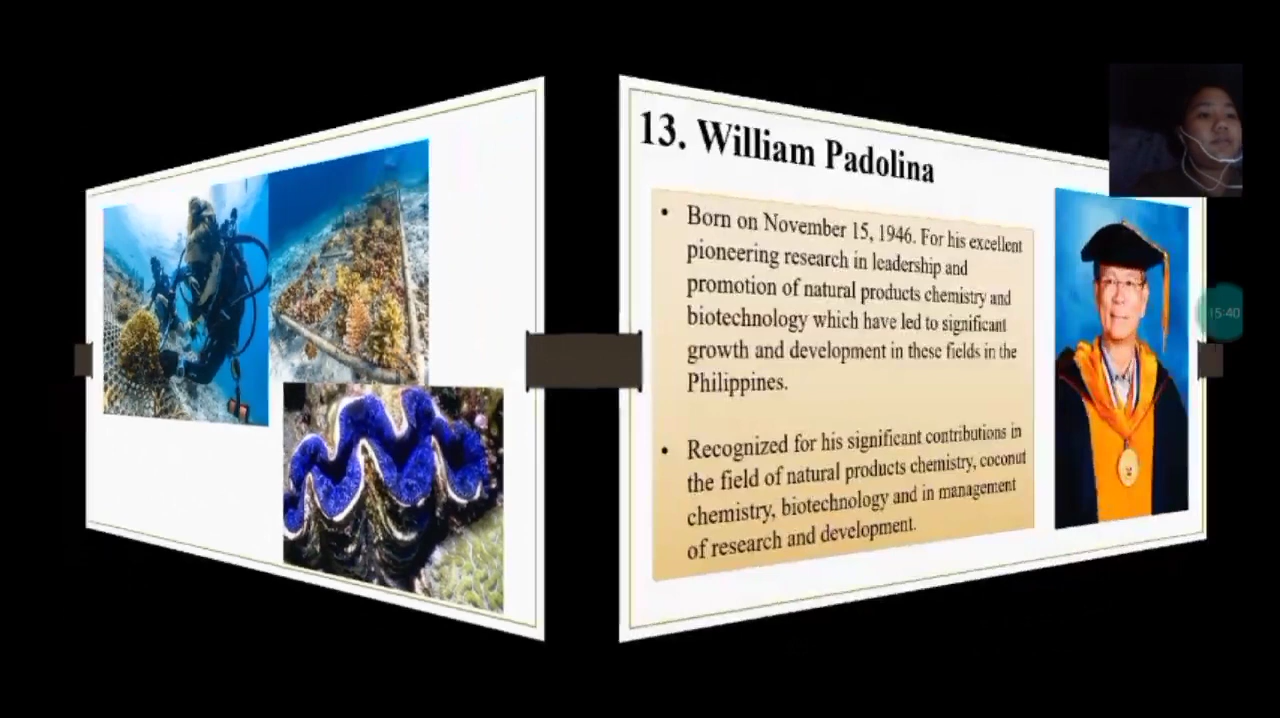 13. William Padolina
• Born on November 15, 1946. For his excellent
pioneering research in leadership and
promotion of natural products chemistry and
biotechnology which have led to significant
growth and development in these fields in the
Philippines.
• Recognized for his significant contributions in
the field of natural products chemistry, coconut
chemistry, biotechnology and in management
of research and development.
15:40